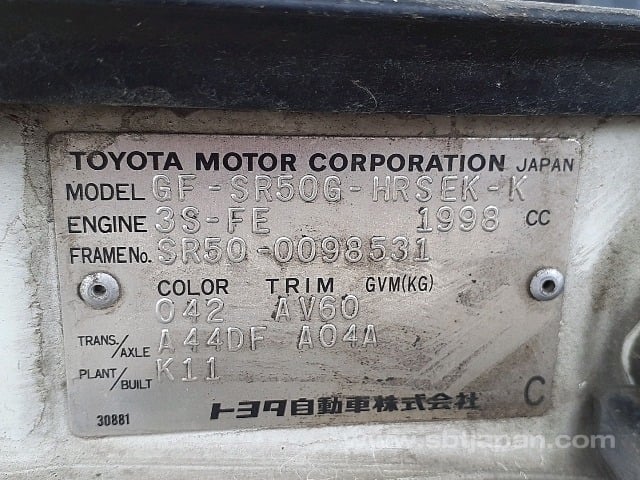 TOYOTA MOTOR CORPORATION JAPAN
MODEL GF-SR50G-HRSEK-K
ENGINE 3S-FE 1998 CC
FRAME No. SR50-0098531
COLOR TRIM GVM(KG)
042 AV60
TRANS./AXLE A44DF A04A
PLANT/BUILT K11
30881 トヨタ自動車株式会社 C
www.sbtjapan.com